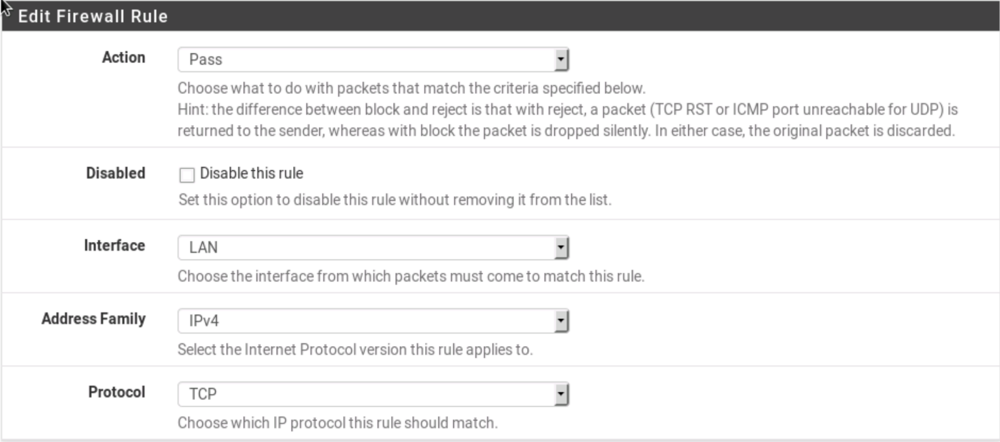 Edit Firewall Rule
Action
Pass
Choose what to do with packets that match the criteria specified below.
Hint: the difference between block and reject is that with reject, a packet (TCP RST or ICMP port unreachable for UDP) is
returned to the sender, whereas with block the packet is dropped silently. In either case, the original packet is discarded.
Disabled
Disable this rule
Set this option to disable this rule without removing it from the list.
Interface
LAN
Choose the interface from which packets must come to match this rule.
Address Family
IPv4
Select the Internet Protocol version this rule applies to.
Protocol
TCP
Choose which IP protocol this rule should match.